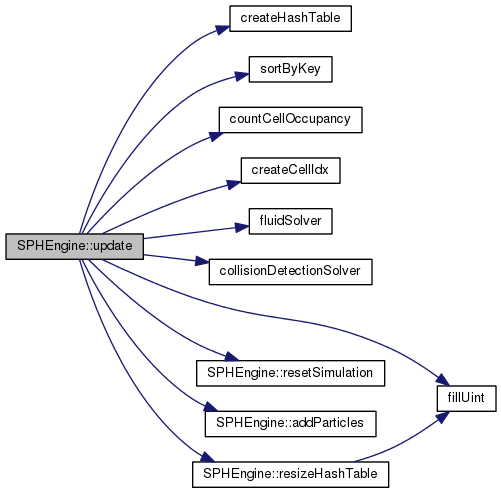 createHashTable
sortByKey
countCellOccupancy
createCellIdx
fluidSolver
SPHEngine::update
collisionDetectionSolver
SPHEngine::resetSimulation
fillUint
SPHEngine::addParticles
SPHEngine::resizeHashTable